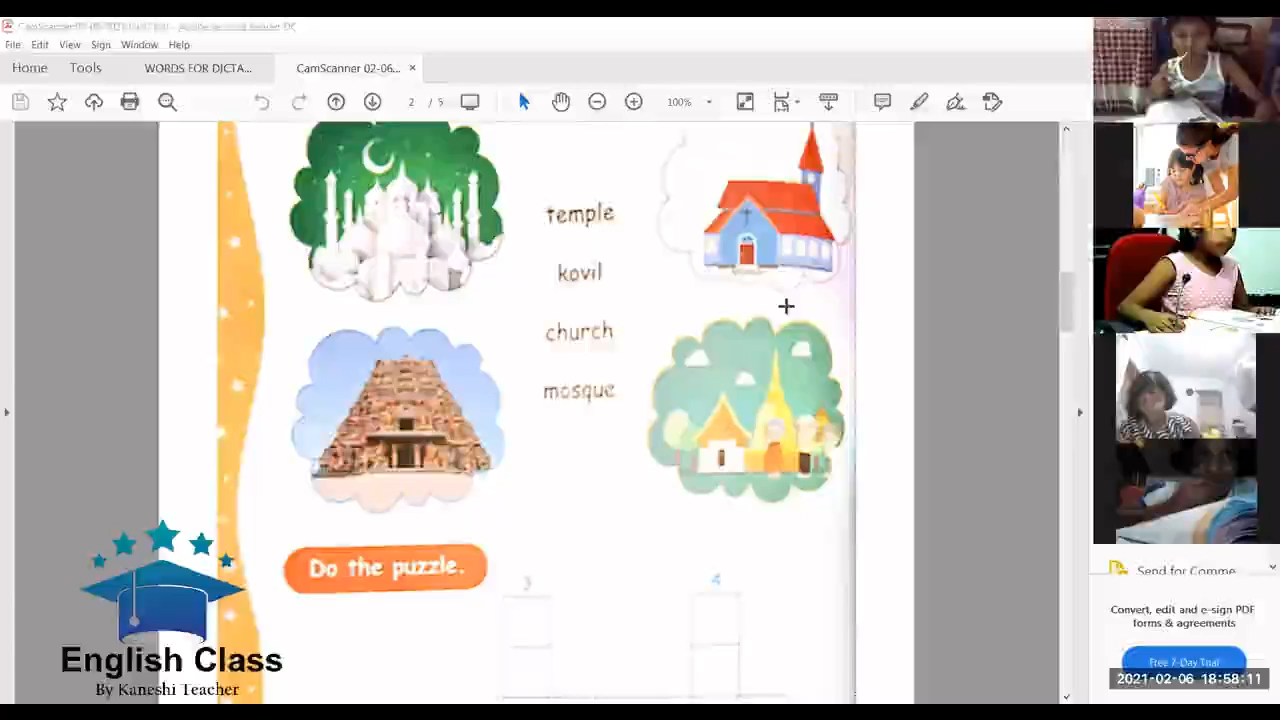 File Edit View Sign Window Help
Home Tools WORDS FOR DICTA... CamScanner 02-06... ×
2 / 5 100%
temple
kovil
church
mosque
Do the puzzle.
3 4
English Class
By Kaneshi Teacher
Send for Comme
Convert, edit and e-sign PDF
forms & agreements
Free 7-Day Trial
2021-02-06 18:58:11